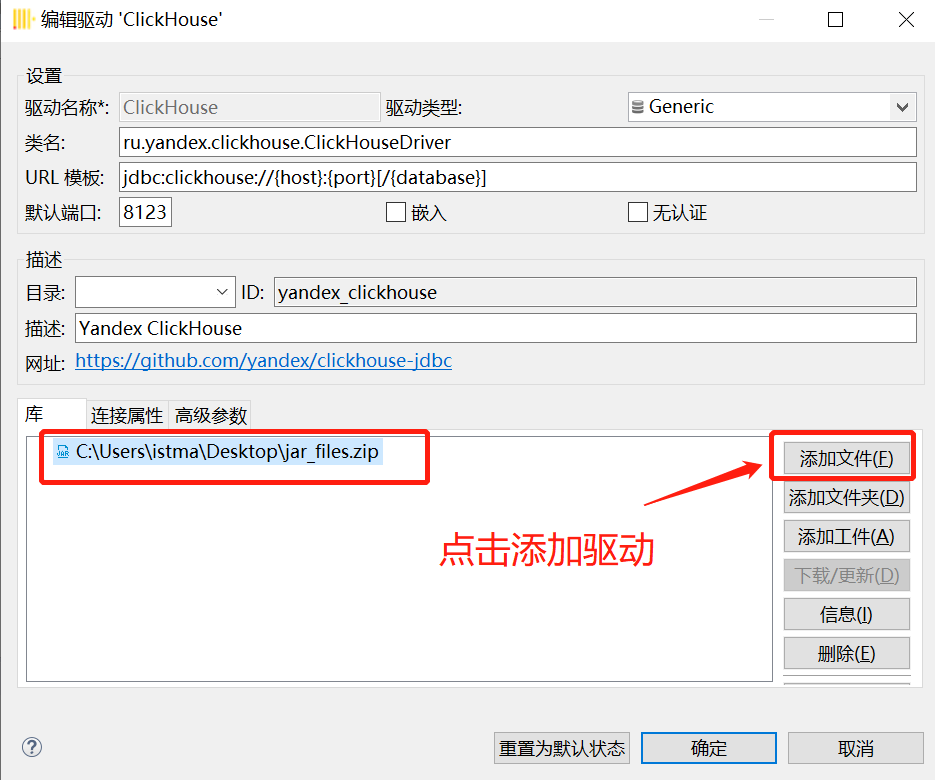 编辑驱动 'ClickHouse'
设置
驱动名称*: ClickHouse 驱动类型: Generic
类名: ru.yandex.clickhouse.ClickHouseDriver
URL 模板: jdbc:clickhouse://{host}:{port}[/{database}]
默认端口: 8123 嵌入 无认证
描述
目录: ID: yandex_clickhouse
描述: Yandex ClickHouse
网址: https://github.com/yandex/clickhouse-jdbc
库 连接属性 高级参数
C:\Users\istma\Desktop\jar_files.zip
添加文件(F)
添加文件夹(D)
点击添加驱动
添加工件(A)
下载/更新(D)
信息(I)
删除(E)
重置为默认状态 确定 取消